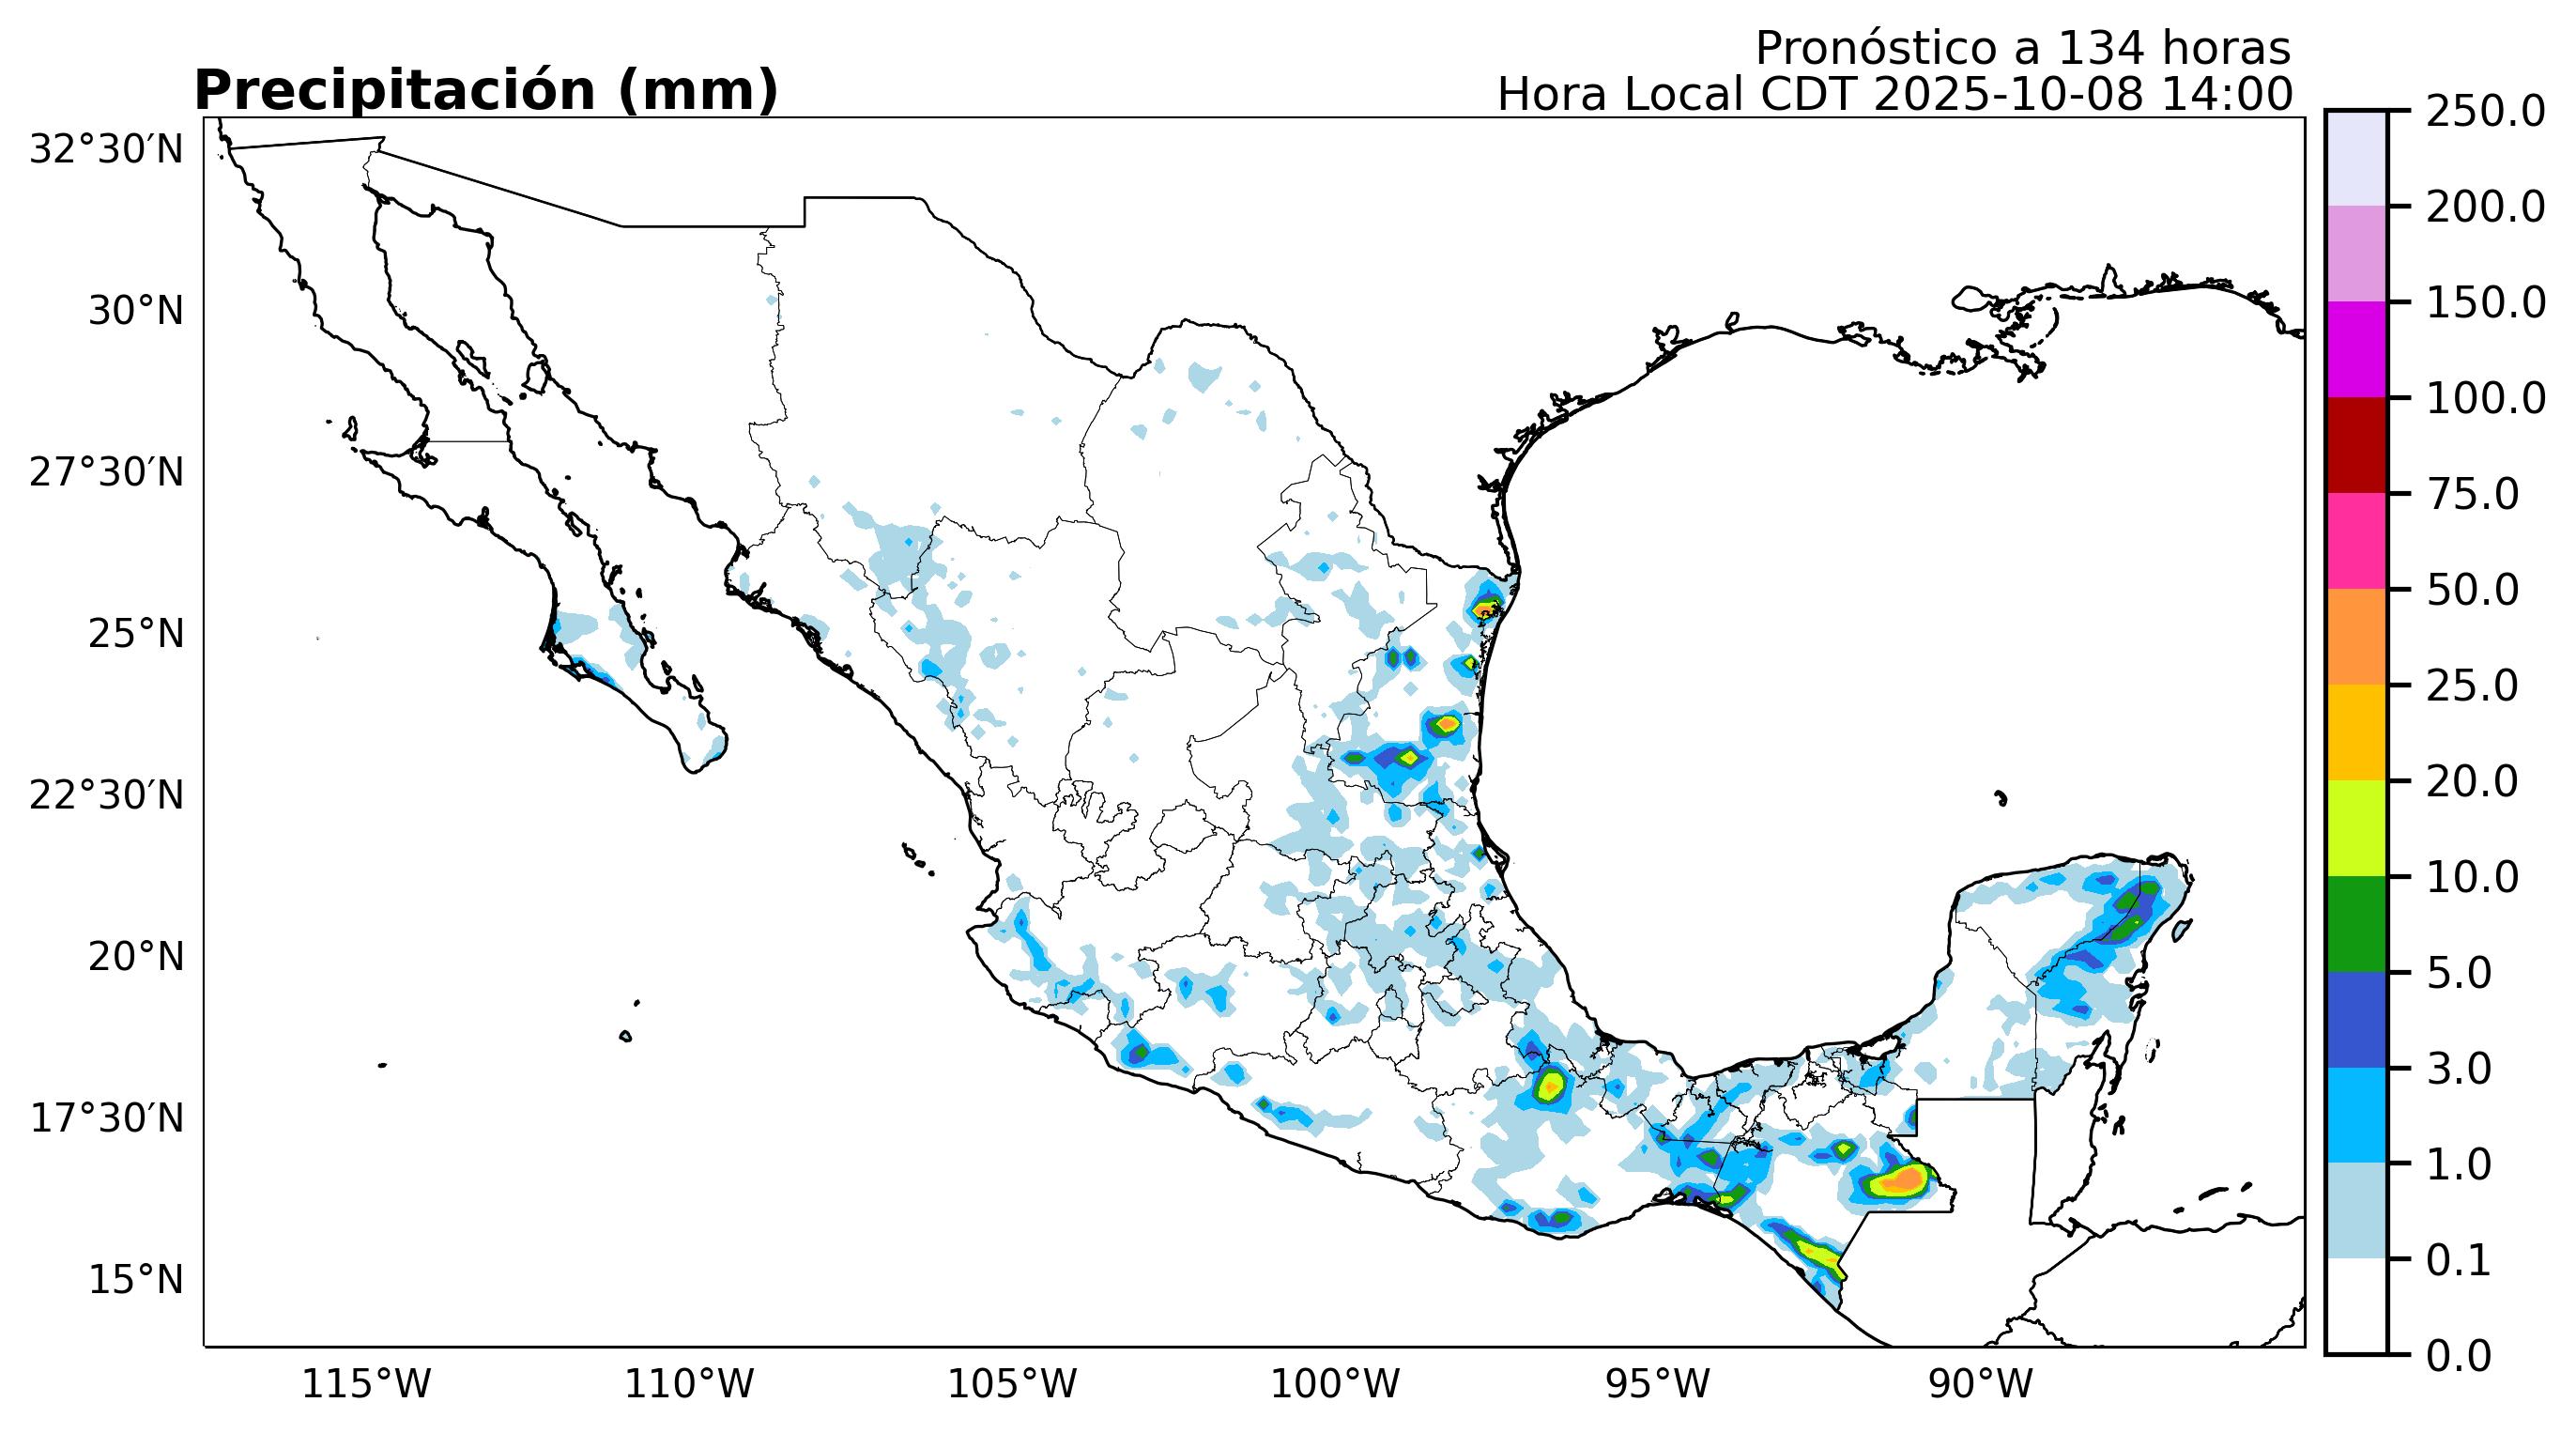 Pronóstico a 134 horas
Precipitación (mm)
Hora Local CDT 2025-10-08 14:00
32°30′N
30°N
27°30′N
25°N
22°30′N
20°N
17°30′N
15°N
115°W
110°W
105°W
100°W
95°W
90°W
250.0
200.0
150.0
100.0
75.0
50.0
25.0
20.0
10.0
5.0
3.0
1.0
0.1
0.0